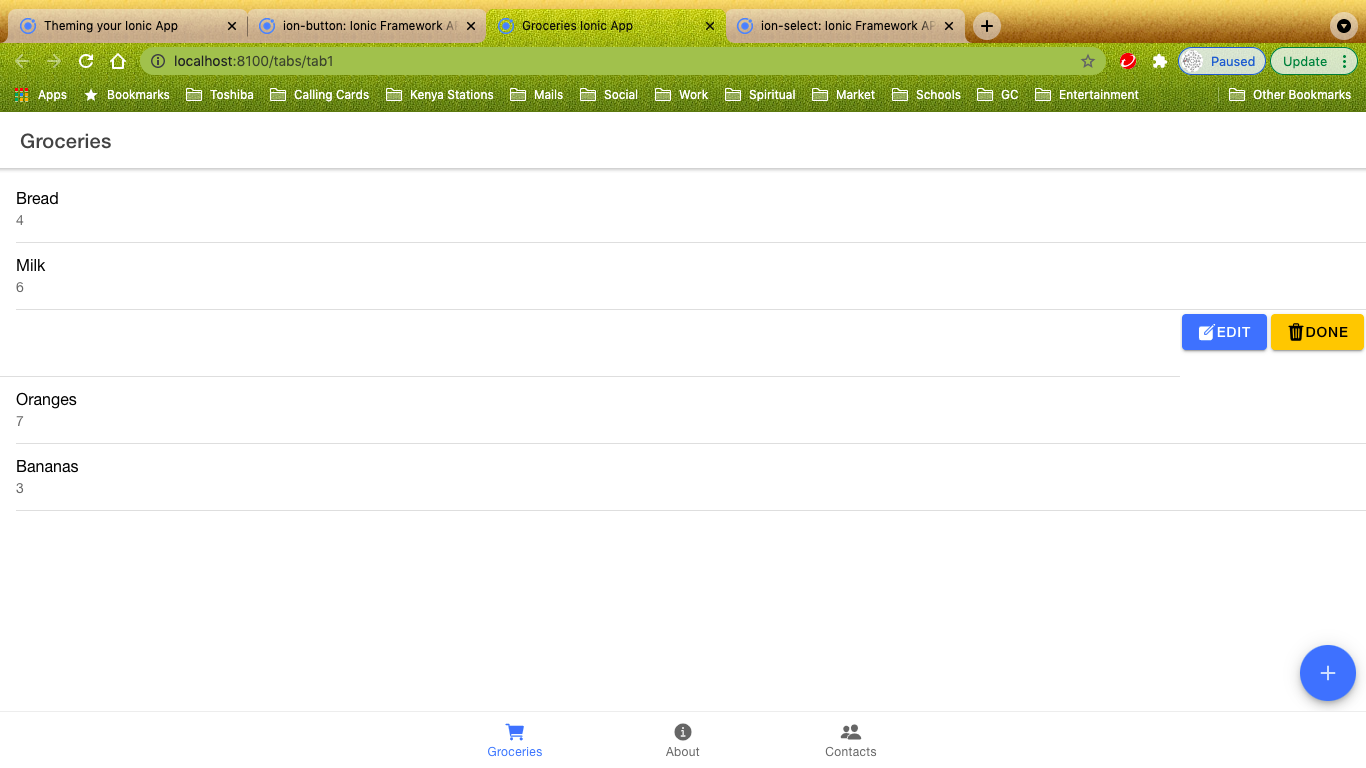 Theming your Ionic App
ion-button: Ionic Framework AP
Groceries Ionic App
ion-select: Ionic Framework AP
localhost:8100/tabs/tab1
Paused
Update
Apps
Bookmarks
Toshiba
Calling Cards
Kenya Stations
Mails
Social
Work
Spiritual
Market
Schools
GC
Entertainment
Other Bookmarks
Groceries
Bread
4
Milk
6
EDIT
DONE
Oranges
7
Bananas
3
Groceries
About
Contacts